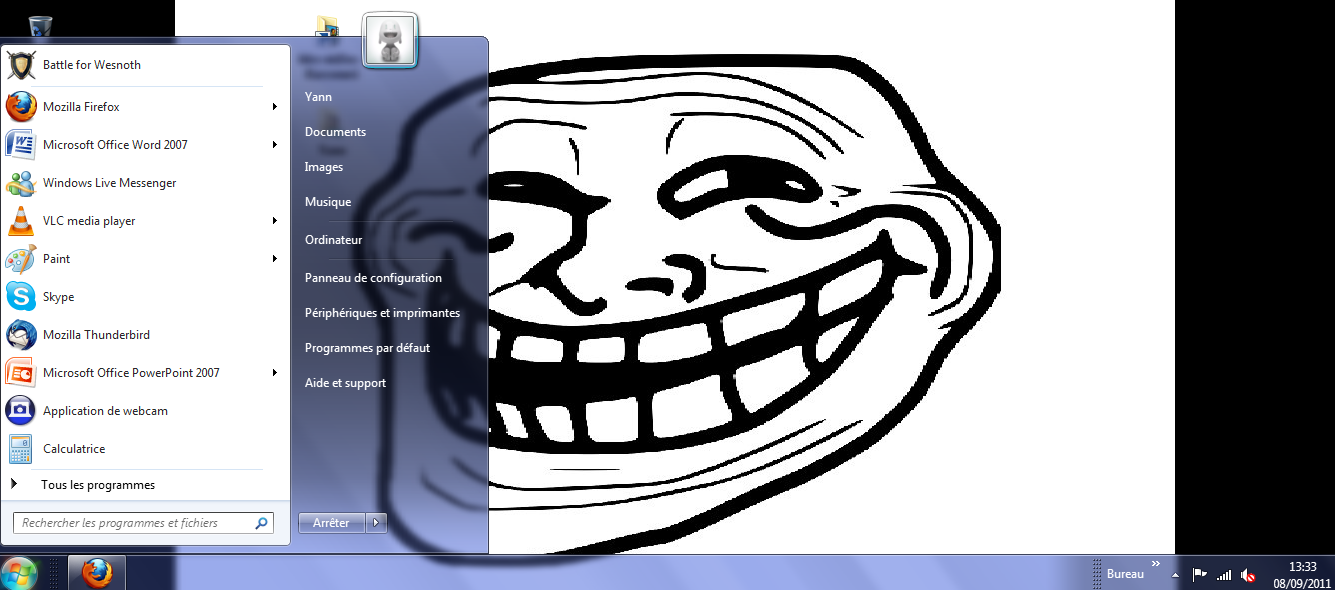 Battle for Wesnoth
Mozilla Firefox
Microsoft Office Word 2007
Windows Live Messenger
VLC media player
Paint
Skype
Mozilla Thunderbird
Microsoft Office PowerPoint 2007
Application de webcam
Calculatrice
Tous les programmes
Rechercher les programmes et fichiers
Yann
Documents
Images
Musique
Ordinateur
Panneau de configuration
Périphériques et imprimantes
Programmes par défaut
Aide et support
Arrêter
Bureau
13:33
08/09/2011